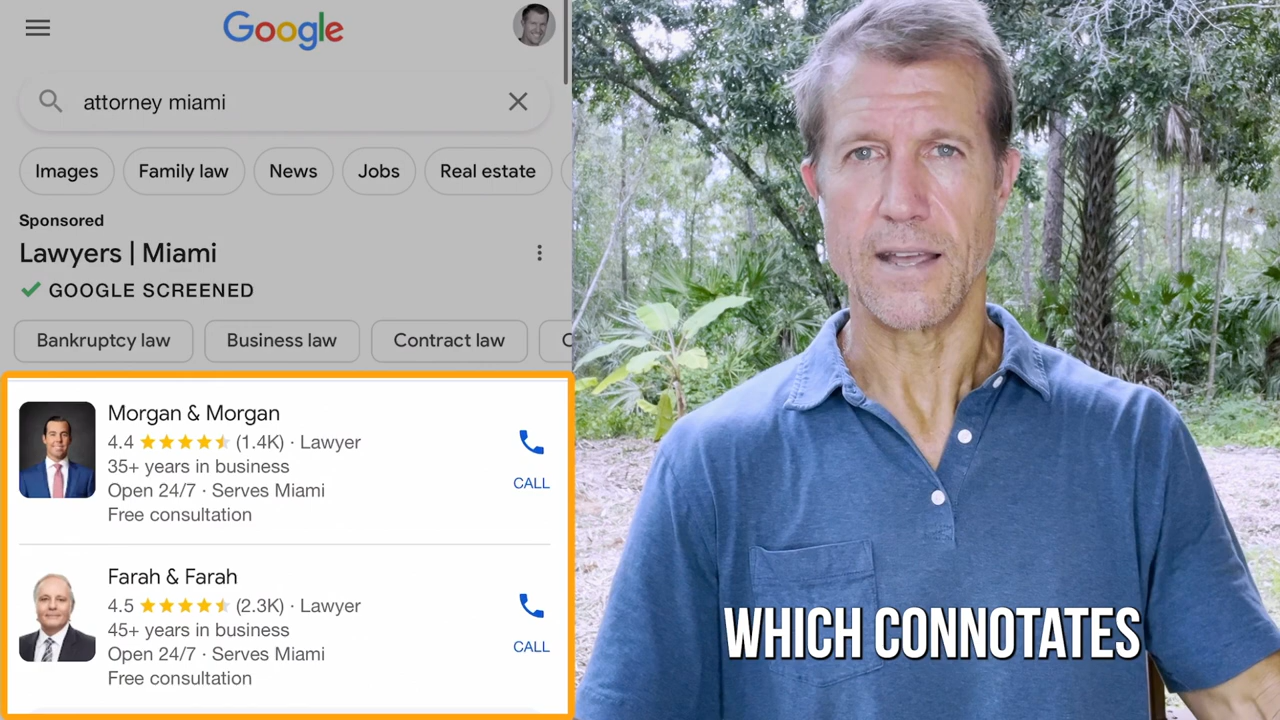 Google
attorney miami
Images Family law News Jobs Real estate
Sponsored
Lawyers | Miami
GOOGLE SCREENED
Bankruptcy law Business law Contract law C
Morgan & Morgan
4.4 (1.4K) · Lawyer
35+ years in business
Open 24/7 · Serves Miami
Free consultation
CALL
Farah & Farah
4.5 (2.3K) · Lawyer
45+ years in business
Open 24/7 · Serves Miami
Free consultation
CALL
WHICH CONNOTATES